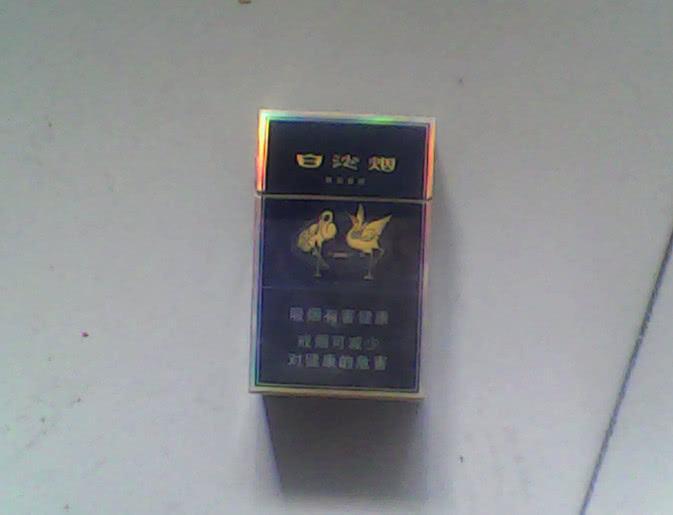 白沙烟
吸烟有害健康
戒烟可减少
对健康的危害